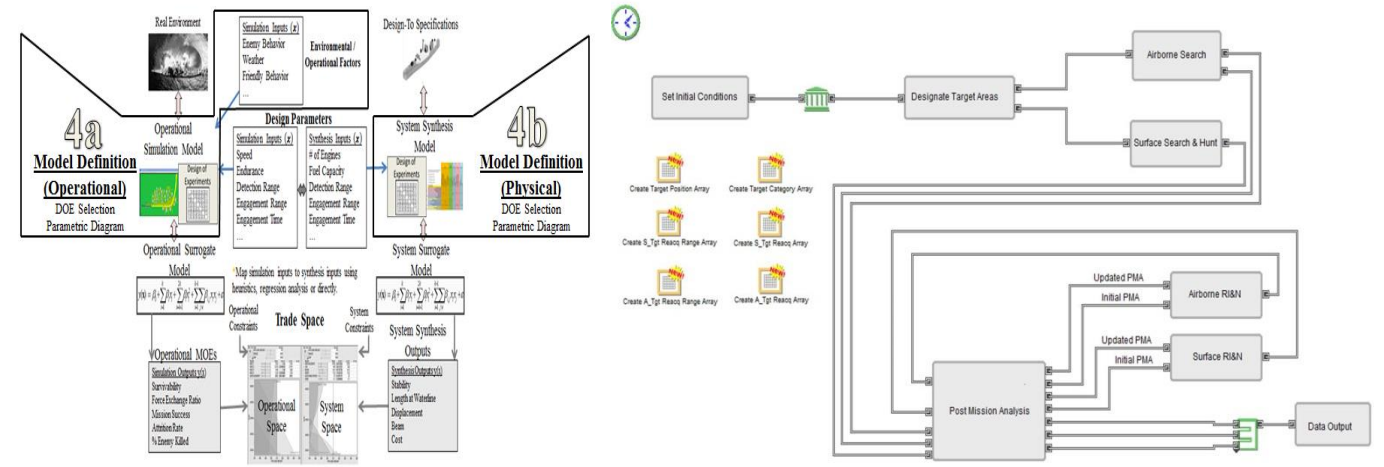 Real Environment
Simulation Inputs (x)
Enemy Behavior
Weather
Friendly Behavior
...
Environmental /
Operational Factors
Design-To Specifications
4a
Model Definition
(Operational)
DOE Selection
Parametric Diagram
Operational
Simulation Model
Design of
Experiments
Design Parameters
Simulation Inputs (x)
Speed
Endurance
Detection Range
Engagement Range
Engagement Time
...
Synthesis Inputs (x)
# of Engines
Fuel Capacity
Detection Range
Engagement Range
Engagement Time
...
System Synthesis
Model
Design of
Experiments
4b
Model Definition
(Physical)
DOE Selection
Parametric Diagram
Operational Surrogate
Model
*Map simulation inputs to synthesis inputs using
heuristics, regression analysis or directly.
System Surrogate
Model
Operational
Constraints
Trade Space
System
Constraints
Operational MOEs
Simulation Outputs y(x)
Survivability
Force Exchange Ratio
Mission Success
Attrition Rate
% Enemy Killed
Operational
Space
System
Space
System Synthesis
Outputs
Synthesis Outputs y(x)
Stability
Length at Waterline
Displacement
Beam
Cost
Set Initial Conditions
Designate Target Areas
Airborne Search
Surface Search & Hunt
NEW!
NEW!
Create Target Position Array
Create Target Category Array
NEW!
NEW!
Create S_Tgt Reacq Range Array
Create S_Tgt Reacq Array
NEW!
NEW!
Create A_Tgt Reacq Range Array
Create A_Tgt Reacq Array
Updated PMA
Initial PMA
Airborne RI&N
Updated PMA
Initial PMA
Surface RI&N
Post Mission Analysis
Data Output